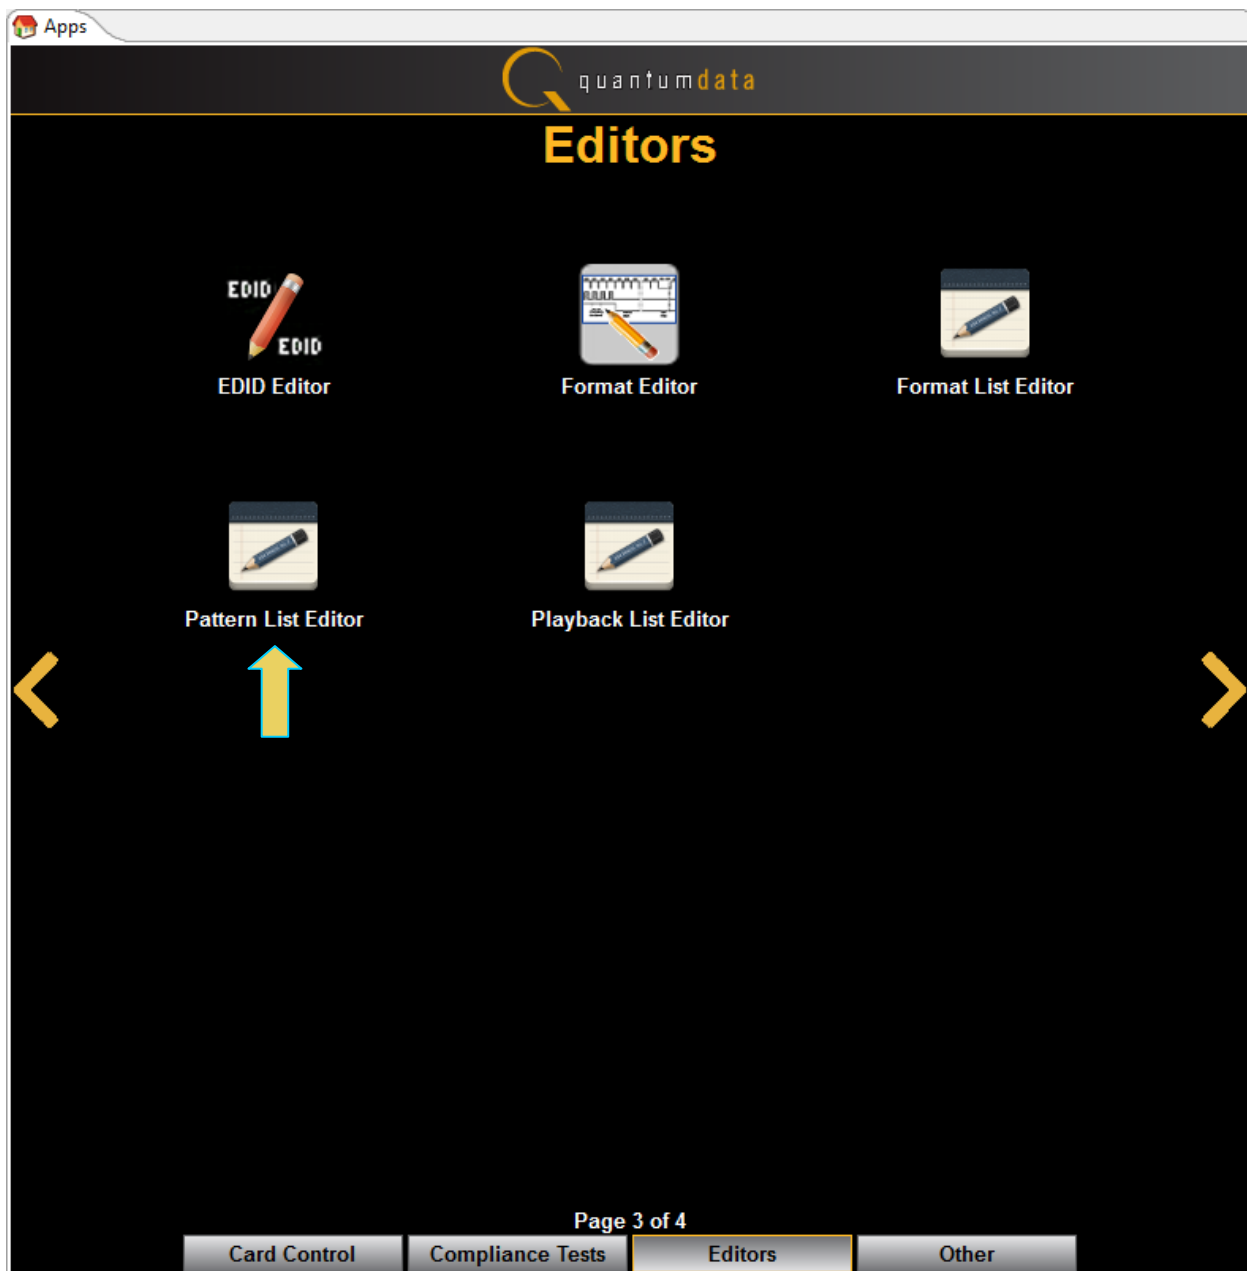 Apps
quantumdata
Editors
EDID
EDID
EDID Editor
Format Editor
Format List Editor
Pattern List Editor
Playback List Editor
Page 3 of 4
Card Control
Compliance Tests
Editors
Other